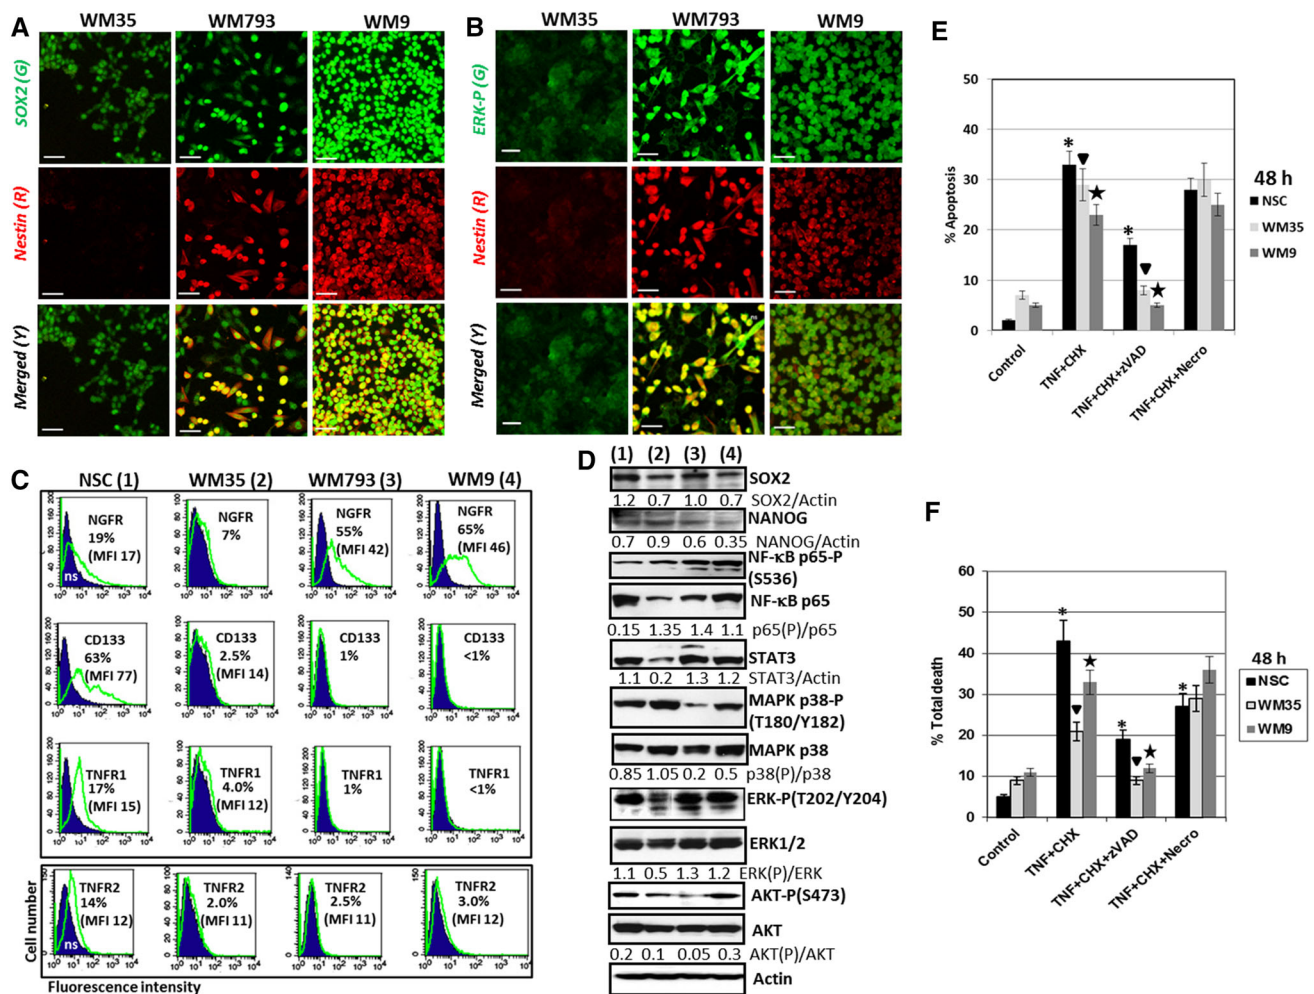 A
WM35 WM793 WM9
SOX2 (G)
Nestin (R)
Merged (Y)
B
WM35 WM793 WM9
ERK-P (G)
Nestin (R)
Merged (Y)
C
NSC (1) WM35 (2) WM793 (3) WM9 (4)
NGFR
19%
(MFI 17)
ns
NGFR
7%
NGFR
55%
(MFI 42)
NGFR
65%
(MFI 46)
CD133
63%
(MFI 77)
CD133
2.5%
(MFI 14)
CD133
1%
CD133
<1%
TNFR1
17%
(MFI 15)
TNFR1
4.0%
(MFI 12)
TNFR1
1%
TNFR1
<1%
TNFR2
14%
(MFI 12)
ns
TNFR2
2.0%
(MFI 11)
TNFR2
2.5%
(MFI 11)
TNFR2
3.0%
(MFI 12)
Cell number
Fluorescence intensity
D
(1) (2) (3) (4)
SOX2
1.2 0.7 1.0 0.7 SOX2/Actin
NANOG
0.7 0.9 0.6 0.35 NANOG/Actin
NF-κB p65-P
(S536)
NF-κB p65
0.15 1.35 1.4 1.1 p65(P)/p65
STAT3
1.1 0.2 1.3 1.2 STAT3/Actin
MAPK p38-P
(T180/Y182)
MAPK p38
0.85 1.05 0.2 0.5 p38(P)/p38
ERK-P(T202/Y204)
ERK1/2
1.1 0.5 1.3 1.2 ERK(P)/ERK
AKT-P(S473)
AKT
0.2 0.1 0.05 0.3 AKT(P)/AKT
Actin
E
% Apoptosis
50
40
30
20
10
0
Control
TNF+CHX
TNF+CHX+zVAD
TNF+CHX+Necro
48 h
NSC
WM35
WM9
F
% Total death
60
50
40
30
20
10
0
Control
TNF+CHX
TNF+CHX+zVAD
TNF+CHX+Necro
48 h
NSC
WM35
WM9